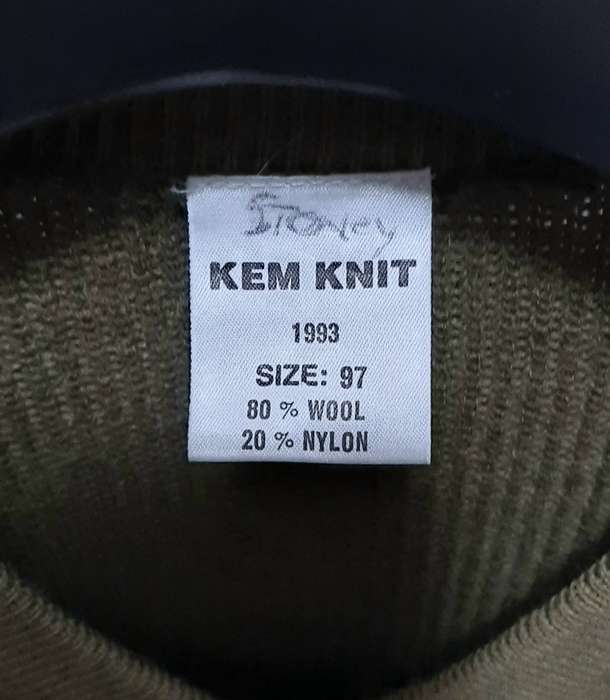 Stoney
KEM KNIT
1993
SIZE: 97
80 % WOOL
20 % NYLON